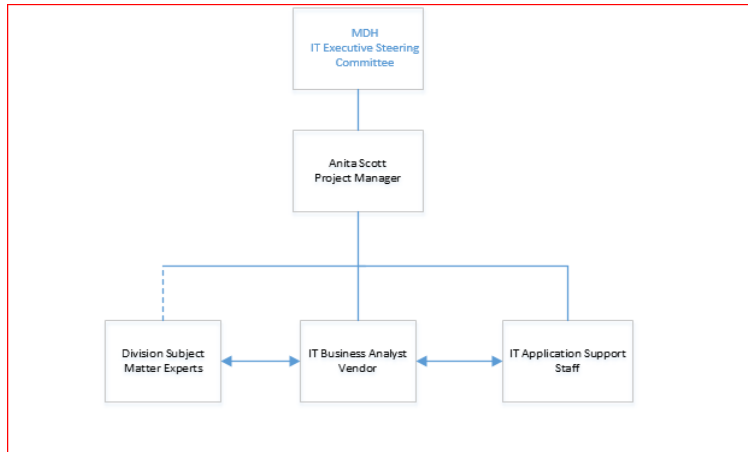 MDH
IT Executive Steering
Committee
Anita Scott
Project Manager
Division Subject
Matter Experts
IT Business Analyst
Vendor
IT Application Support
Staff